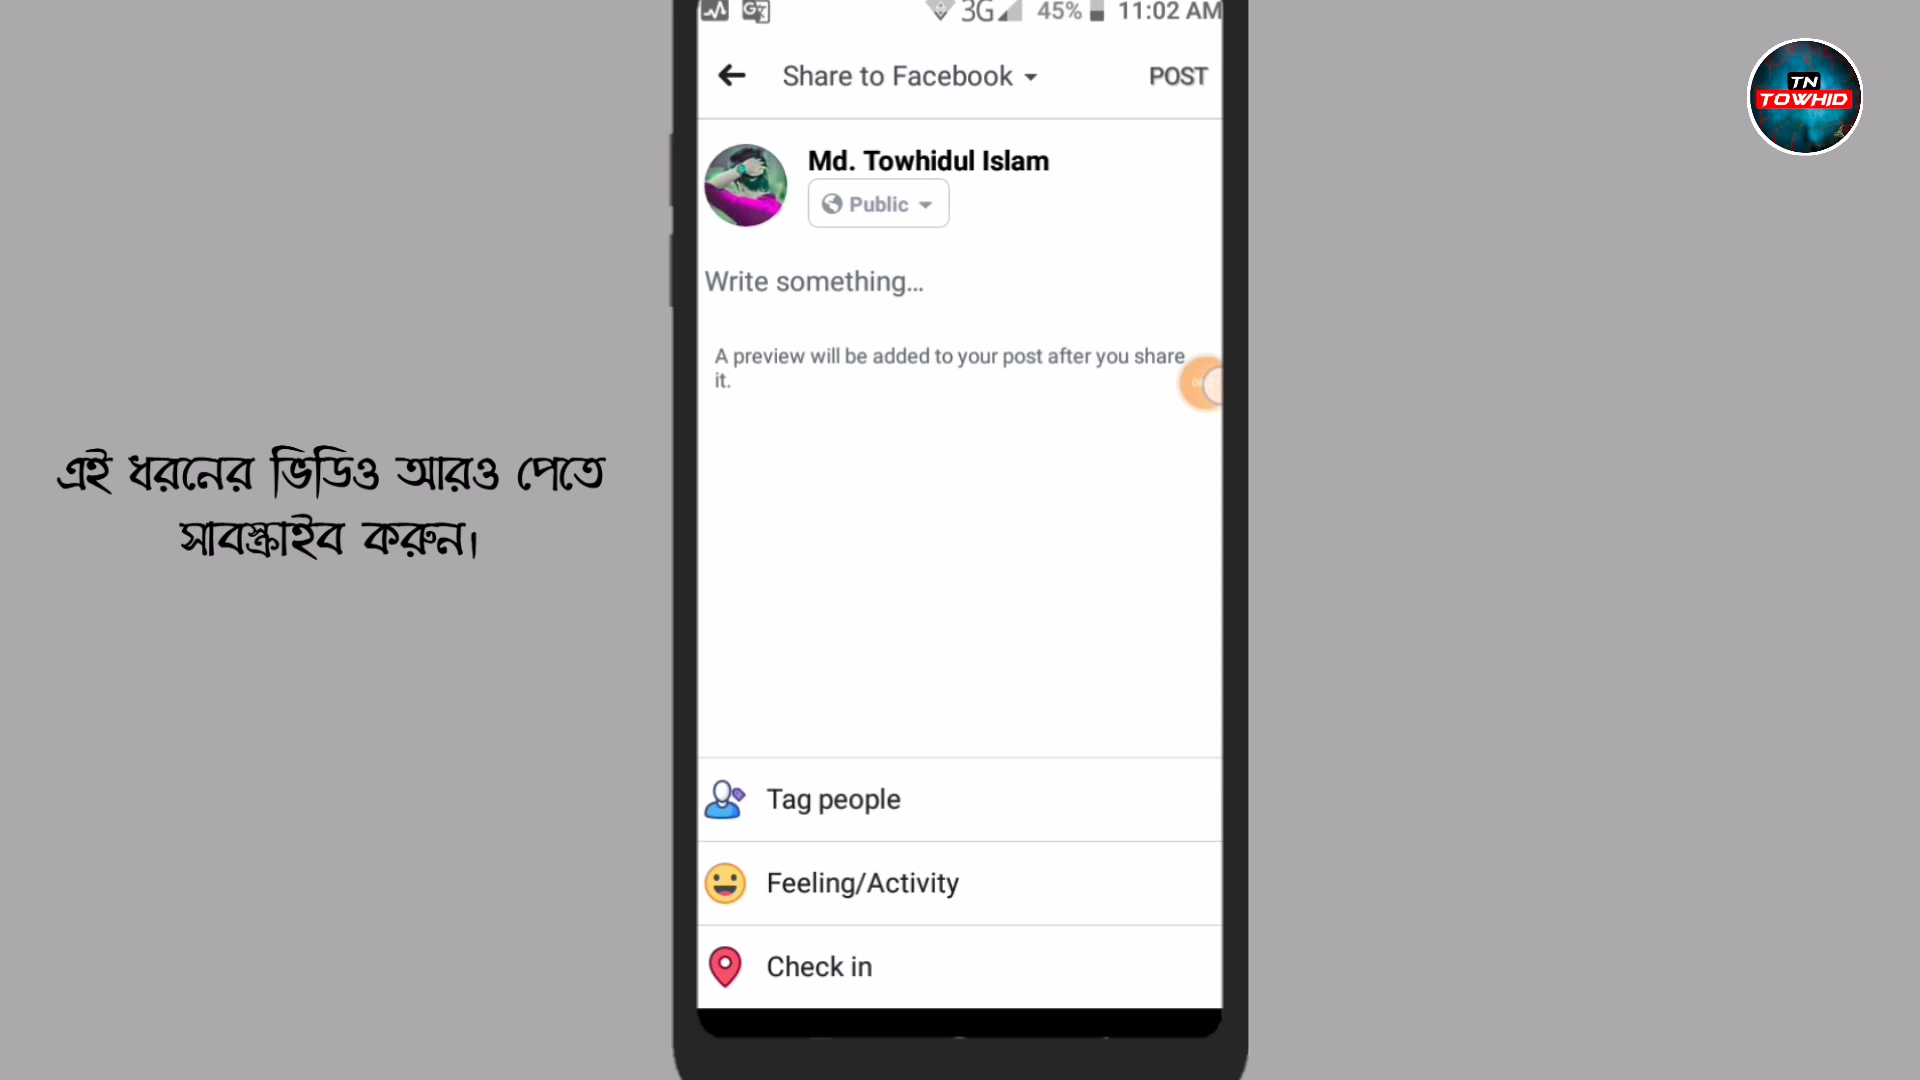 3G 45% 11:02 AM
Share to Facebook POST
TN
TOWHID
Md. Towhidul Islam
Public
Write something...
A preview will be added to your post after you share
it.
এই ধরনের ভিডিও আরও পেতে
সাবস্ক্রাইব করুন।
Tag people
Feeling/Activity
Check in